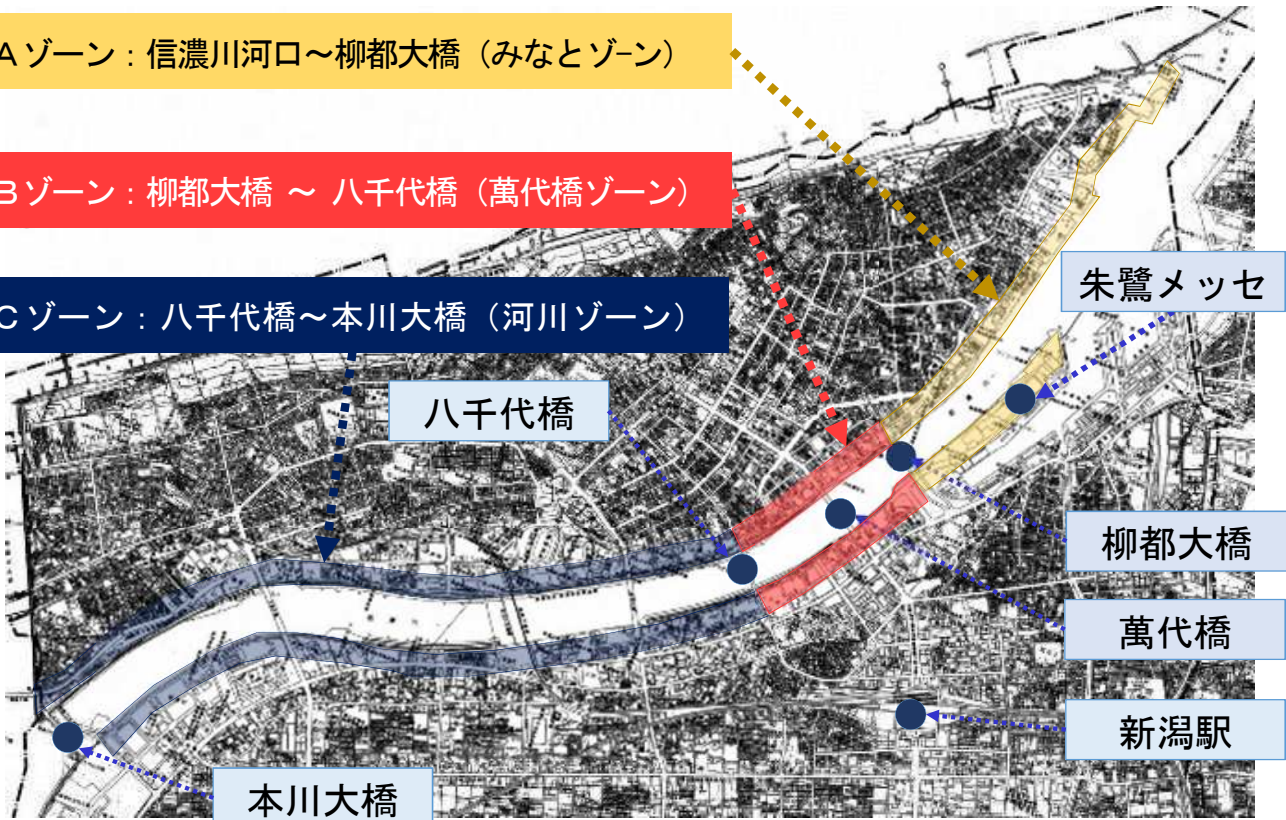 Aゾーン：信濃川河口～柳都大橋（みなとゾーン）
Bゾーン：柳都大橋 ～ 八千代橋（萬代橋ゾーン）
Cゾーン：八千代橋～本川大橋（河川ゾーン）
朱鷺メッセ
八千代橋
柳都大橋
萬代橋
新潟駅
本川大橋